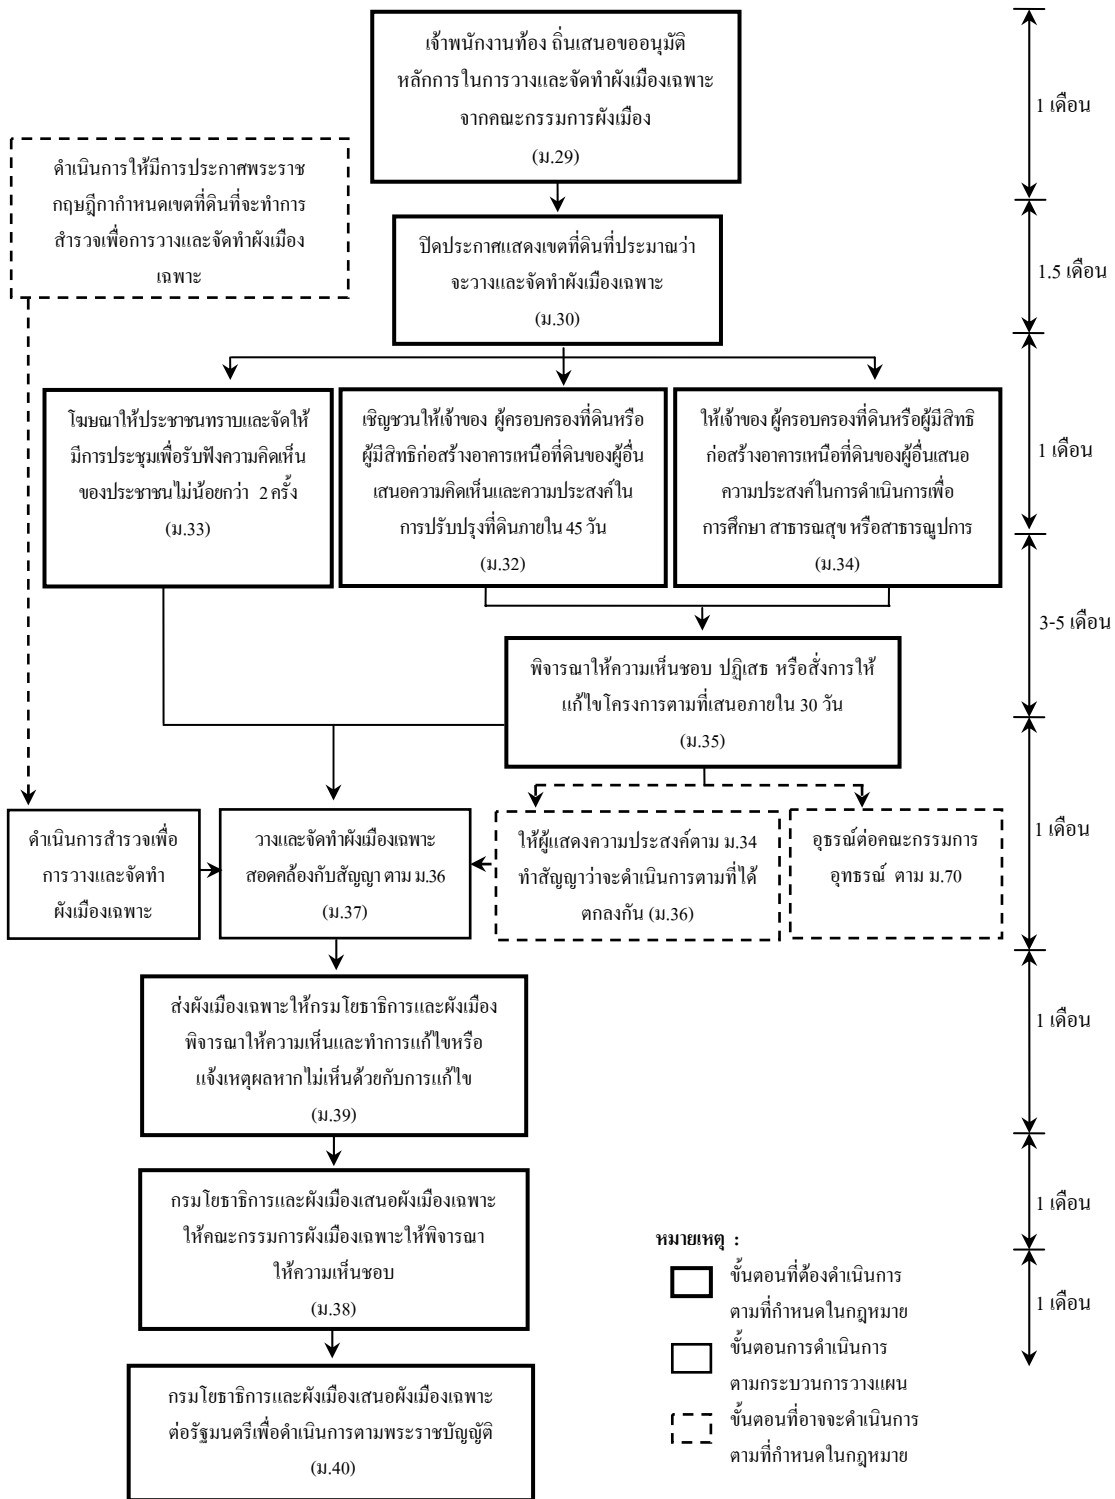 เจ้าพนักงานท้อง ถิ่นเสนอขออนุมัติ
หลักการในการวางและจัดทำผังเมืองเฉพาะ
จากคณะกรรมการผังเมือง
(ม.29)
1 เดือน
ดำเนินการให้มีการประกาศพระราช
กฤษฎีกากำหนดเขตที่ดินที่จะทำการ
สำรวจเพื่อการวางและจัดทำผังเมือง
เฉพาะ
ปิดประกาศแสดงเขตที่ดินที่ประมาณว่า
จะวางและจัดทำผังเมืองเฉพาะ
(ม.30)
1.5 เดือน
โฆษณาให้ประชาชนทราบและจัดให้
มีการประชุมเพื่อรับฟังความคิดเห็น
ของประชาชนไม่น้อยกว่า 2 ครั้ง
(ม.33)
เชิญชวนให้เจ้าของ ผู้ครอบครองที่ดินหรือ
ผู้มีสิทธิก่อสร้างอาคารเหนือที่ดินของผู้อื่น
เสนอความคิดเห็นและความประสงค์ใน
การปรับปรุงที่ดินภายใน 45 วัน
(ม.32)
ให้เจ้าของ ผู้ครอบครองที่ดินหรือผู้มีสิทธิ
ก่อสร้างอาคารเหนือที่ดินของผู้อื่นเสนอ
ความประสงค์ในการดำเนินการเพื่อ
การศึกษา สาธารณสุข หรือสาธารณูปการ
(ม.34)
1 เดือน
3-5 เดือน
พิจารณาให้ความเห็นชอบ ปฏิเสธ หรือสั่งการให้
แก้ไขโครงการตามที่เสนอภายใน 30 วัน
(ม.35)
ดำเนินการสำรวจเพื่อ
การวางและจัดทำ
ผังเมืองเฉพาะ
วางและจัดทำผังเมืองเฉพาะ
สอดคล้องกับสัญญา ตาม ม.36
(ม.37)
ให้ผู้แสดงความประสงค์ตาม ม.34
ทำสัญญาว่าจะดำเนินการตามที่ได้
ตกลงกัน (ม.36)
อุธรณ์ต่อคณะกรรมการ
อุทธรณ์ ตาม ม.70
1 เดือน
ส่งผังเมืองเฉพาะให้กรมโยธาธิการและผังเมือง
พิจารณาให้ความเห็นและทำการแก้ไขหรือ
แจ้งเหตุผลหากไม่เห็นด้วยกับการแก้ไข
(ม.39)
1 เดือน
กรมโยธาธิการและผังเมืองเสนอผังเมืองเฉพาะ
ให้คณะกรรมการผังเมืองเฉพาะให้พิจารณา
ให้ความเห็นชอบ
(ม.38)
1 เดือน
กรมโยธาธิการและผังเมืองเสนอผังเมืองเฉพาะ
ต่อรัฐมนตรีเพื่อดำเนินการตามพระราชบัญญัติ
(ม.40)
1 เดือน
หมายเหตุ :
ขั้นตอนที่ต้องดำเนินการ
ตามที่กำหนดในกฎหมาย
ขั้นตอนการดำเนินการ
ตามกระบวนการวางแผน
ขั้นตอนที่อาจจะดำเนินการ
ตามที่กำหนดในกฎหมาย